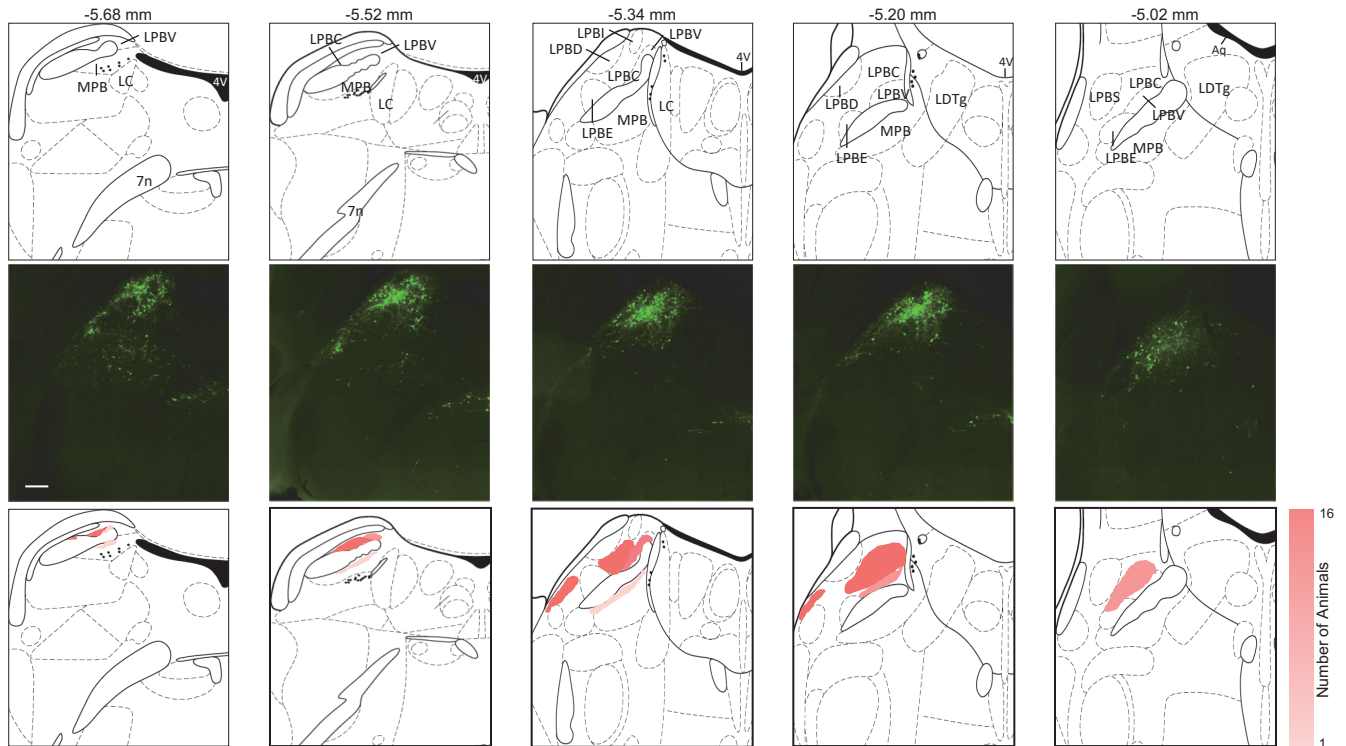 -5.68 mm
-5.52 mm
-5.34 mm
-5.20 mm
-5.02 mm
LPBV
MPB
LC
4V
7n
LPBC
LPBV
MPB
LC
4V
7n
LPBI
LPBV
LPBD
LPBC
4V
LC
MPB
LPBE
LPBC
LPBV
LPBD
LDTg
MPB
LPBE
4V
Aq
LPBC
LPBS
LDTg
LPBV
MPB
LPBE
16
Number of Animals
1